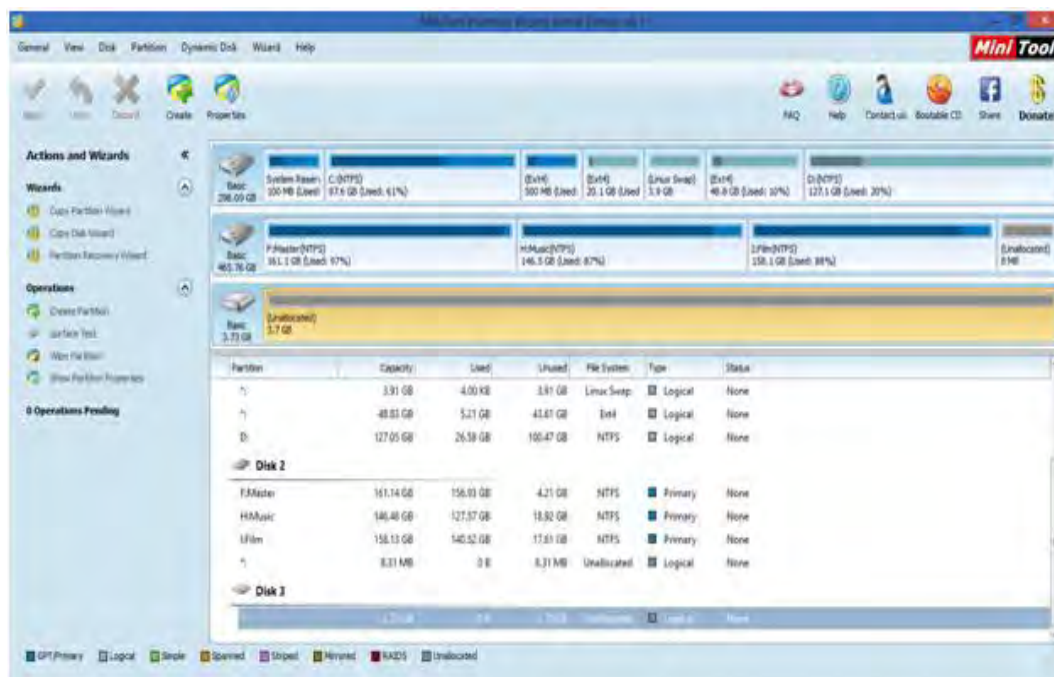 General View Disk Partition Dynamic Disk Wizard Help
Mini Tool
Create Properties
FAQ Help Contact us Bootable CD Share Donate
Actions and Wizards
Wizards
Copy Partition Wizard
Copy Disk Wizard
Partition Recovery Wizard
Operations
Create Partition
Surface Test
Wipe Partition
Show Partition Properties
0 Operations Pending
Basic
298.09 GB
System Reserv
100 MB (Used:
C:(NTFS)
97.6 GB (Used: 61%)
(Ext4)
500 MB (Used:
(Ext4)
20.1 GB (Used
(Linux Swap)
3.9 GB
(Ext4)
48.8 GB (Used: 10%)
D:(NTFS)
127.1 GB (Used: 20%)
Basic
465.76 GB
F:Master(NTFS)
161.1 GB (Used: 97%)
H:Music(NTFS)
146.5 GB (Used: 87%)
I:Film(NTFS)
158.1 GB (Used: 88%)
(Unallocated)
8 MB
Basic
3.73 GB
(Unallocated)
3.7 GB
Partition Capacity Used Unused File System Type Status
*: 3.91 GB 4.00 KB 3.91 GB Linux Swap Logical None
*: 48.83 GB 5.21 GB 43.61 GB Ext4 Logical None
D: 127.05 GB 26.58 GB 100.47 GB NTFS Logical None
Disk 2
F:Master 161.14 GB 156.93 GB 4.21 GB NTFS Primary None
H:Music 146.48 GB 127.57 GB 18.92 GB NTFS Primary None
I:Film 158.13 GB 140.52 GB 17.61 GB NTFS Primary None
*: 8.31 MB 0 B 8.31 MB Unallocated Logical None
Disk 3
GPT/Primary Logical Simple Spanned Striped Mirrored RAID5 Unallocated